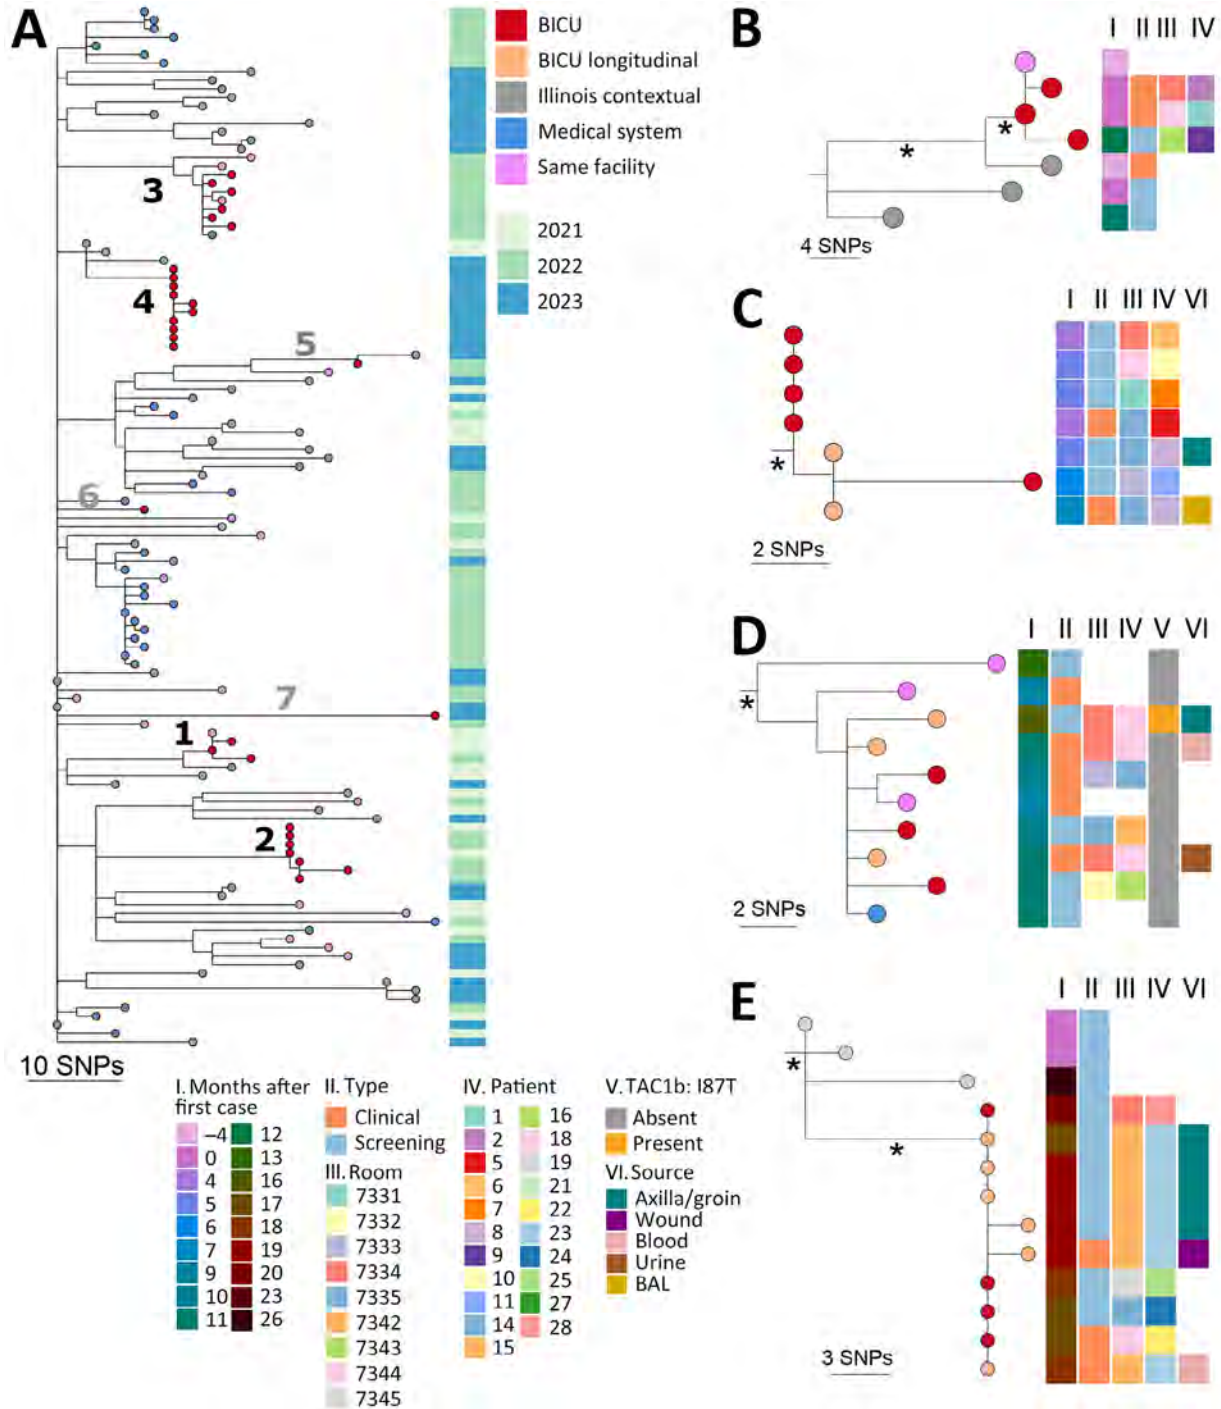 A
BICU
BICU longitudinal
Illinois contextual
Medical system
Same facility
2021
2022
2023
3
4
5
6
7
1
2
10 SNPs
B
I II III IV
*
*
4 SNPs
C
I II III IV VI
*
2 SNPs
D
I II III IV V VI
*
2 SNPs
E
I II III IV VI
*
*
3 SNPs
I. Months after
first case
−4
0
4
5
6
7
9
10
11
12
13
16
17
18
19
20
23
26
II. Type
Clinical
Screening
III. Room
7331
7332
7333
7334
7335
7342
7343
7344
7345
IV. Patient
1
2
5
6
7
8
9
10
11
14
15
16
18
19
21
22
23
24
25
27
28
V. TAC1b: I87T
Absent
Present
VI. Source
Axilla/groin
Wound
Blood
Urine
BAL